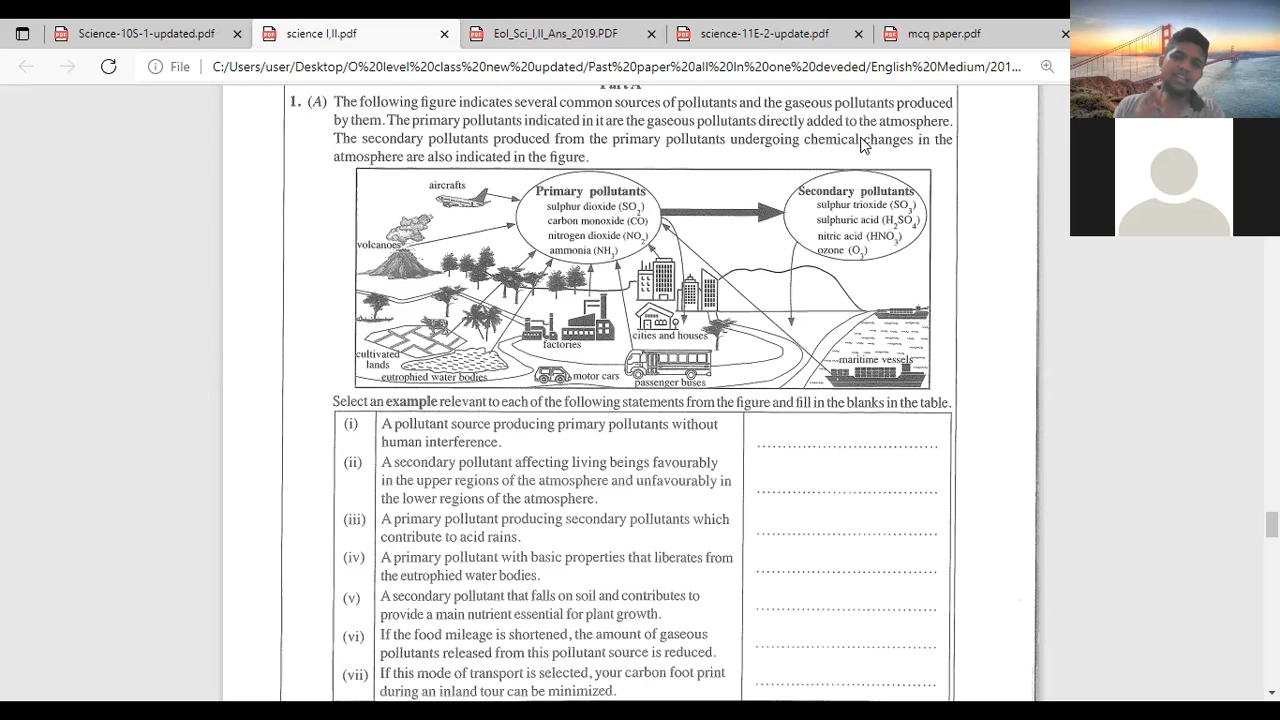 Science-10S-1-updated.pdf
science I,II.pdf
Eol_Sci_I,II_Ans_2019.PDF
science-11E-2-update.pdf
mcq paper.pdf
File
C:/Users/user/Desktop/O%20level%20class%20new%20updated/Past%20paper%20all%20In%20one%20deveded/English%20Medium/201...
Part A
1. (A) The following figure indicates several common sources of pollutants and the gaseous pollutants produced
by them. The primary pollutants indicated in it are the gaseous pollutants directly added to the atmosphere.
The secondary pollutants produced from the primary pollutants undergoing chemical changes in the
atmosphere are also indicated in the figure.
aircrafts
Primary pollutants
sulphur dioxide (SO₂)
carbon monoxide (CO)
nitrogen dioxide (NO₂)
ammonia (NH₃)
Secondary pollutants
sulphur trioxide (SO₃)
sulphuric acid (H₂SO₄)
nitric acid (HNO₃)
ozone (O₃)
volcanoes
factories
cities and houses
cultivated
lands
eutrophied water bodies
motor cars
passenger buses
maritime vessels
Select an example relevant to each of the following statements from the figure and fill in the blanks in the table.
(i) A pollutant source producing primary pollutants without
human interference.
(ii) A secondary pollutant affecting living beings favourably
in the upper regions of the atmosphere and unfavourably in
the lower regions of the atmosphere.
(iii) A primary pollutant producing secondary pollutants which
contribute to acid rains.
(iv) A primary pollutant with basic properties that liberates from
the eutrophied water bodies.
(v) A secondary pollutant that falls on soil and contributes to
provide a main nutrient essential for plant growth.
(vi) If the food mileage is shortened, the amount of gaseous
pollutants released from this pollutant source is reduced.
(vii) If this mode of transport is selected, your carbon foot print
during an inland tour can be minimized.